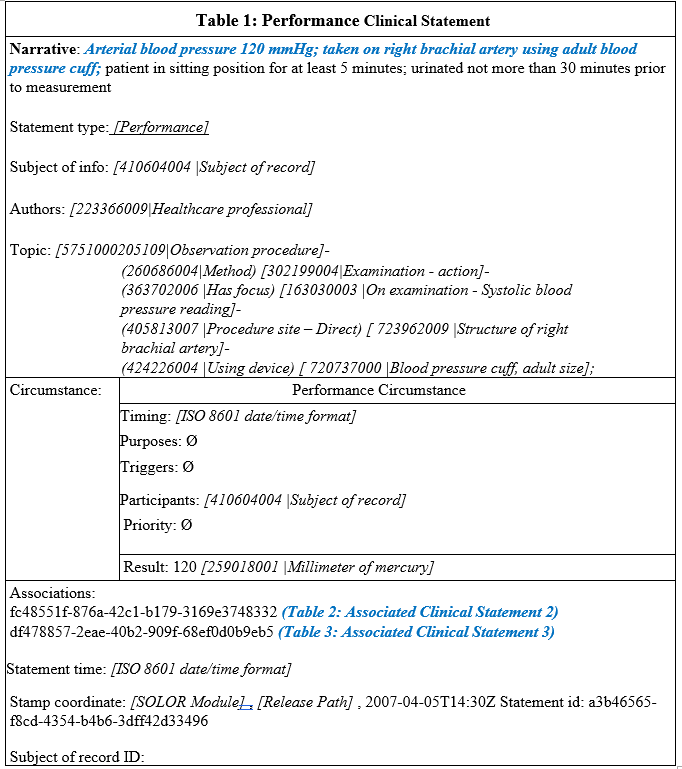 Table 1: Performance Clinical Statement
Narrative: Arterial blood pressure 120 mmHg; taken on right brachial artery using adult blood
pressure cuff; patient in sitting position for at least 5 minutes; urinated not more than 30 minutes prior
to measurement
Statement type: [Performance]
Subject of info: [410604004 |Subject of record]
Authors: [223366009|Healthcare professional]
Topic: [5751000205109|Observation procedure]-
(260686004|Method) [302199004|Examination - action]-
(363702006 |Has focus) [163030003 |On examination - Systolic blood
pressure reading]-
(405813007 |Procedure site – Direct) [ 723962009 |Structure of right
brachial artery]-
(424226004 |Using device) [ 720737000 |Blood pressure cuff, adult size];
Circumstance:
Performance Circumstance
Timing: [ISO 8601 date/time format]
Purposes: Ø
Triggers: Ø
Participants: [410604004 |Subject of record]
Priority: Ø
Result: 120 [259018001 |Millimeter of mercury]
Associations:
fc48551f-876a-42c1-b179-3169e3748332 (Table 2: Associated Clinical Statement 2)
df478857-2eae-40b2-909f-68ef0d0b9eb5 (Table 3: Associated Clinical Statement 3)
Statement time: [ISO 8601 date/time format]
Stamp coordinate: [SOLOR Module], [Release Path] , 2007-04-05T14:30Z Statement id: a3b46565-
f8cd-4354-b4b6-3dff42d33496
Subject of record ID: